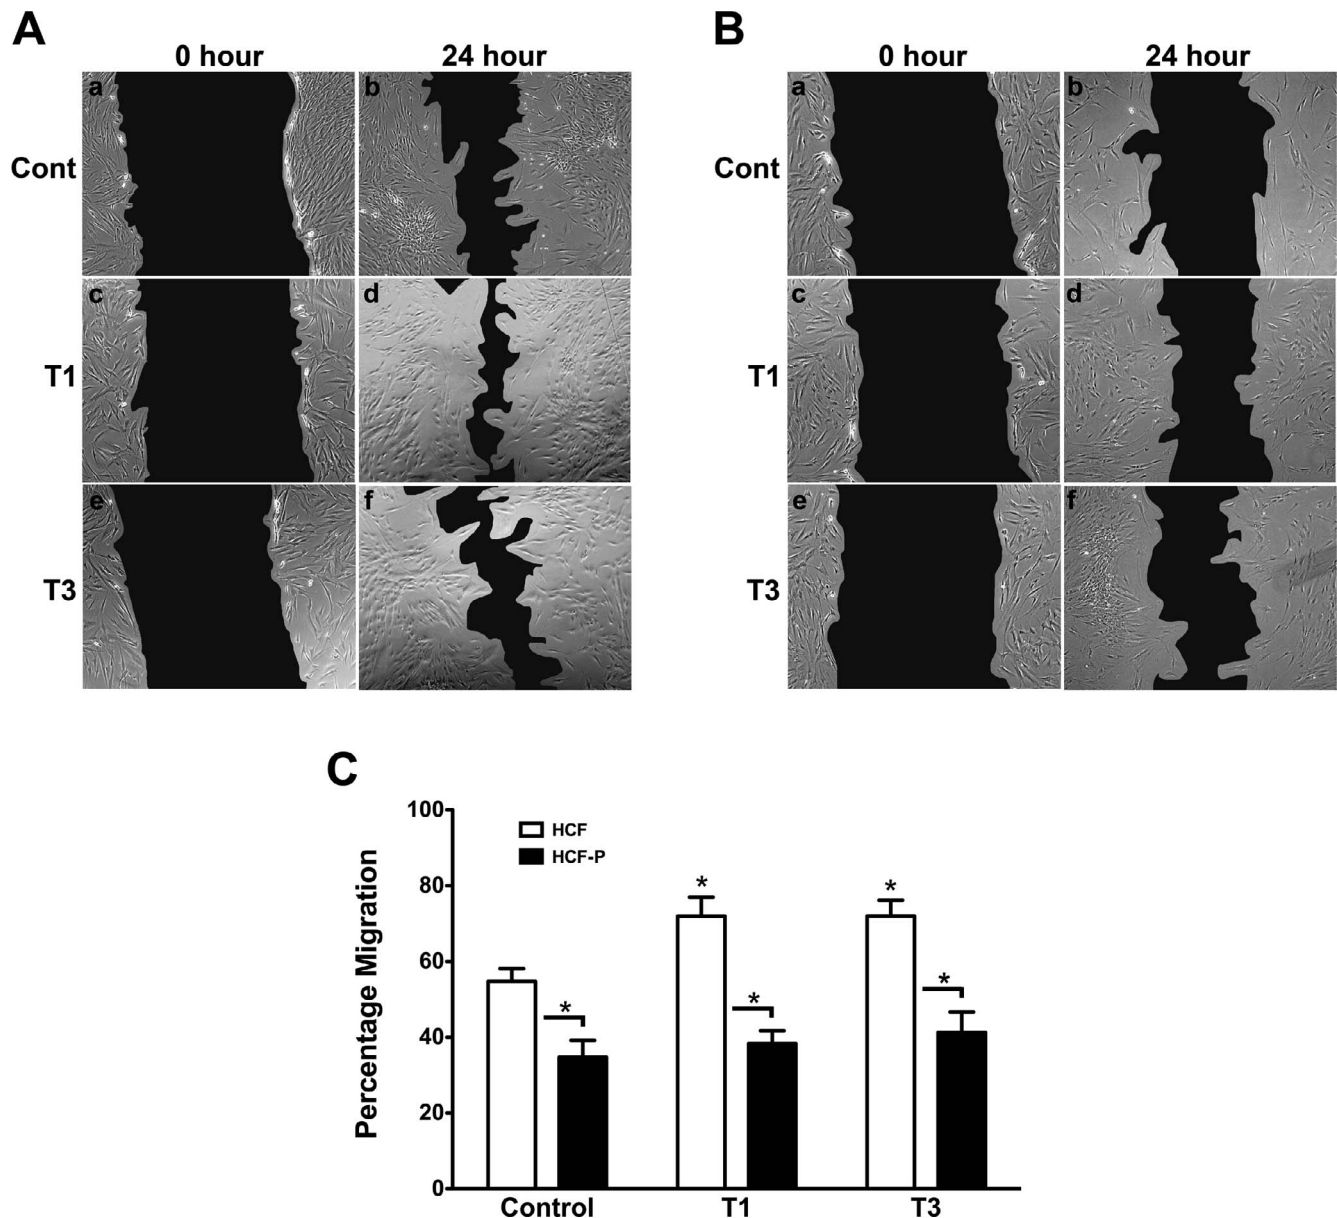 A
B
0 hour 24 hour
0 hour 24 hour
a b
a b
Cont
Cont
c d
c d
T1
T1
e f
e f
T3
T3
C
100
80
60
40
20
0
Percentage Migration
HCF
HCF-P
*
*
*
*
*
Control T1 T3